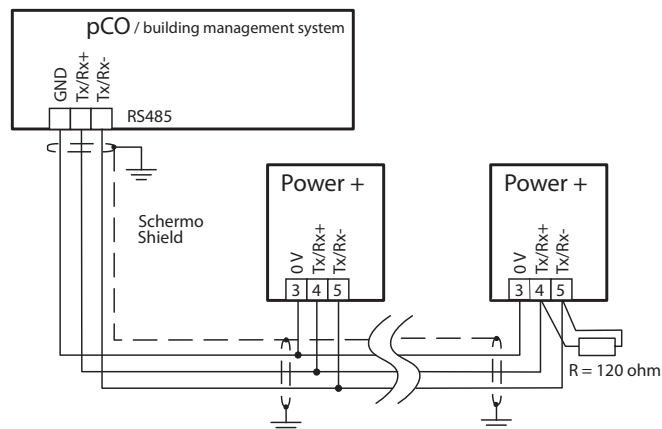 pCO / building management system
GND
Tx/Rx+
Tx/Rx-
RS485
Schermo
Shield
Power +
0 V
Tx/Rx+
Tx/Rx-
3 4 5
Power +
0 V
Tx/Rx+
Tx/Rx-
3 4 5
R = 120 ohm